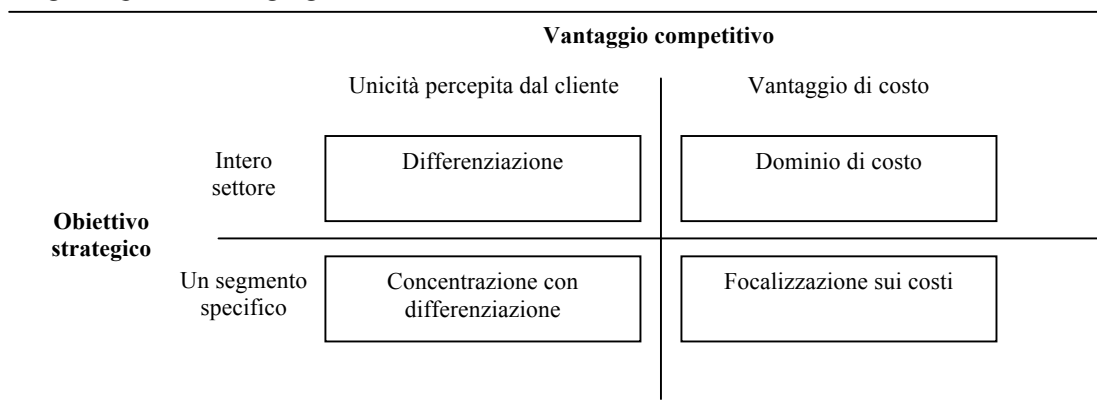 Vantaggio competitivo
Unicità percepita dal cliente
Vantaggio di costo
Intero
settore
Differenziazione
Dominio di costo
Obiettivo
strategico
Un segmento
specifico
Concentrazione con
differenziazione
Focalizzazione sui costi